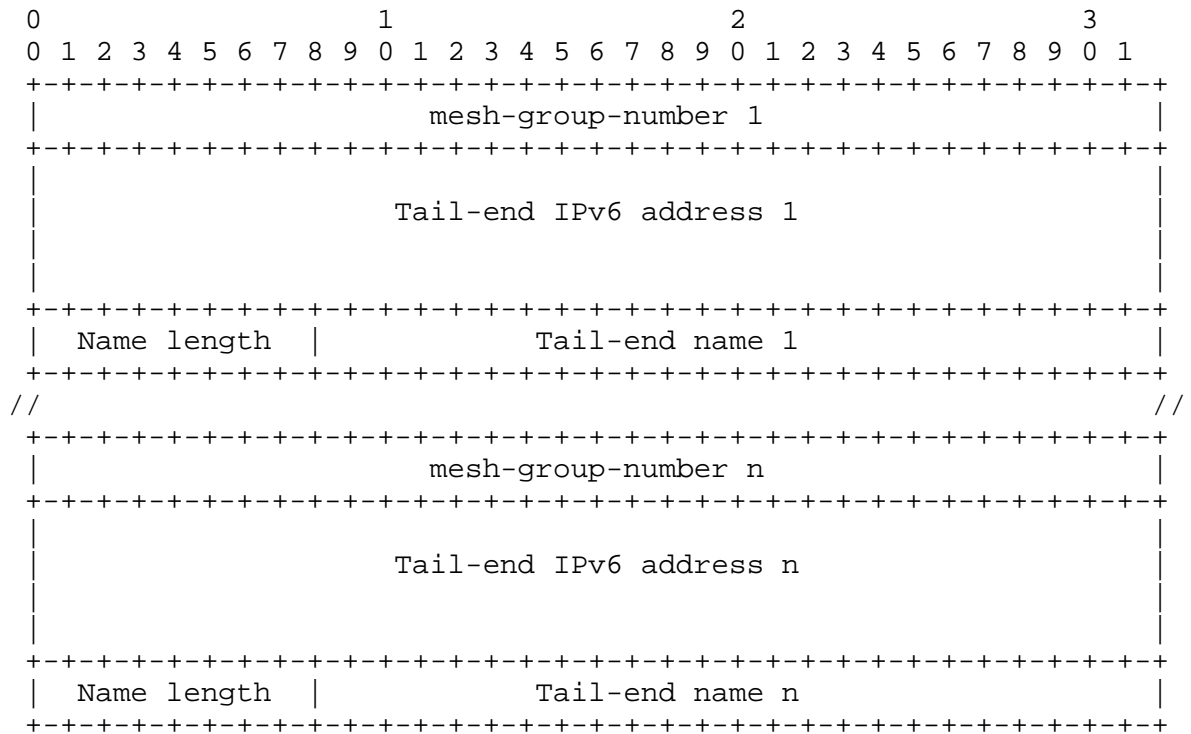 0                   1                   2                   3
0 1 2 3 4 5 6 7 8 9 0 1 2 3 4 5 6 7 8 9 0 1 2 3 4 5 6 7 8 9 0 1
+-+-+-+-+-+-+-+-+-+-+-+-+-+-+-+-+-+-+-+-+-+-+-+-+-+-+-+-+-+-+-+-+
|                      mesh-group-number 1                      |
+-+-+-+-+-+-+-+-+-+-+-+-+-+-+-+-+-+-+-+-+-+-+-+-+-+-+-+-+-+-+-+-+
|                                                               |
|                    Tail-end IPv6 address 1                    |
|                                                               |
|                                                               |
+-+-+-+-+-+-+-+-+-+-+-+-+-+-+-+-+-+-+-+-+-+-+-+-+-+-+-+-+-+-+-+-+
|  Name length  |            Tail-end name 1                    |
+-+-+-+-+-+-+-+-+-+-+-+-+-+-+-+-+-+-+-+-+-+-+-+-+-+-+-+-+-+-+-+-+
//                                                               //
+-+-+-+-+-+-+-+-+-+-+-+-+-+-+-+-+-+-+-+-+-+-+-+-+-+-+-+-+-+-+-+-+
|                      mesh-group-number n                      |
+-+-+-+-+-+-+-+-+-+-+-+-+-+-+-+-+-+-+-+-+-+-+-+-+-+-+-+-+-+-+-+-+
|                                                               |
|                    Tail-end IPv6 address n                    |
|                                                               |
|                                                               |
+-+-+-+-+-+-+-+-+-+-+-+-+-+-+-+-+-+-+-+-+-+-+-+-+-+-+-+-+-+-+-+-+
|  Name length  |            Tail-end name n                    |
+-+-+-+-+-+-+-+-+-+-+-+-+-+-+-+-+-+-+-+-+-+-+-+-+-+-+-+-+-+-+-+-+